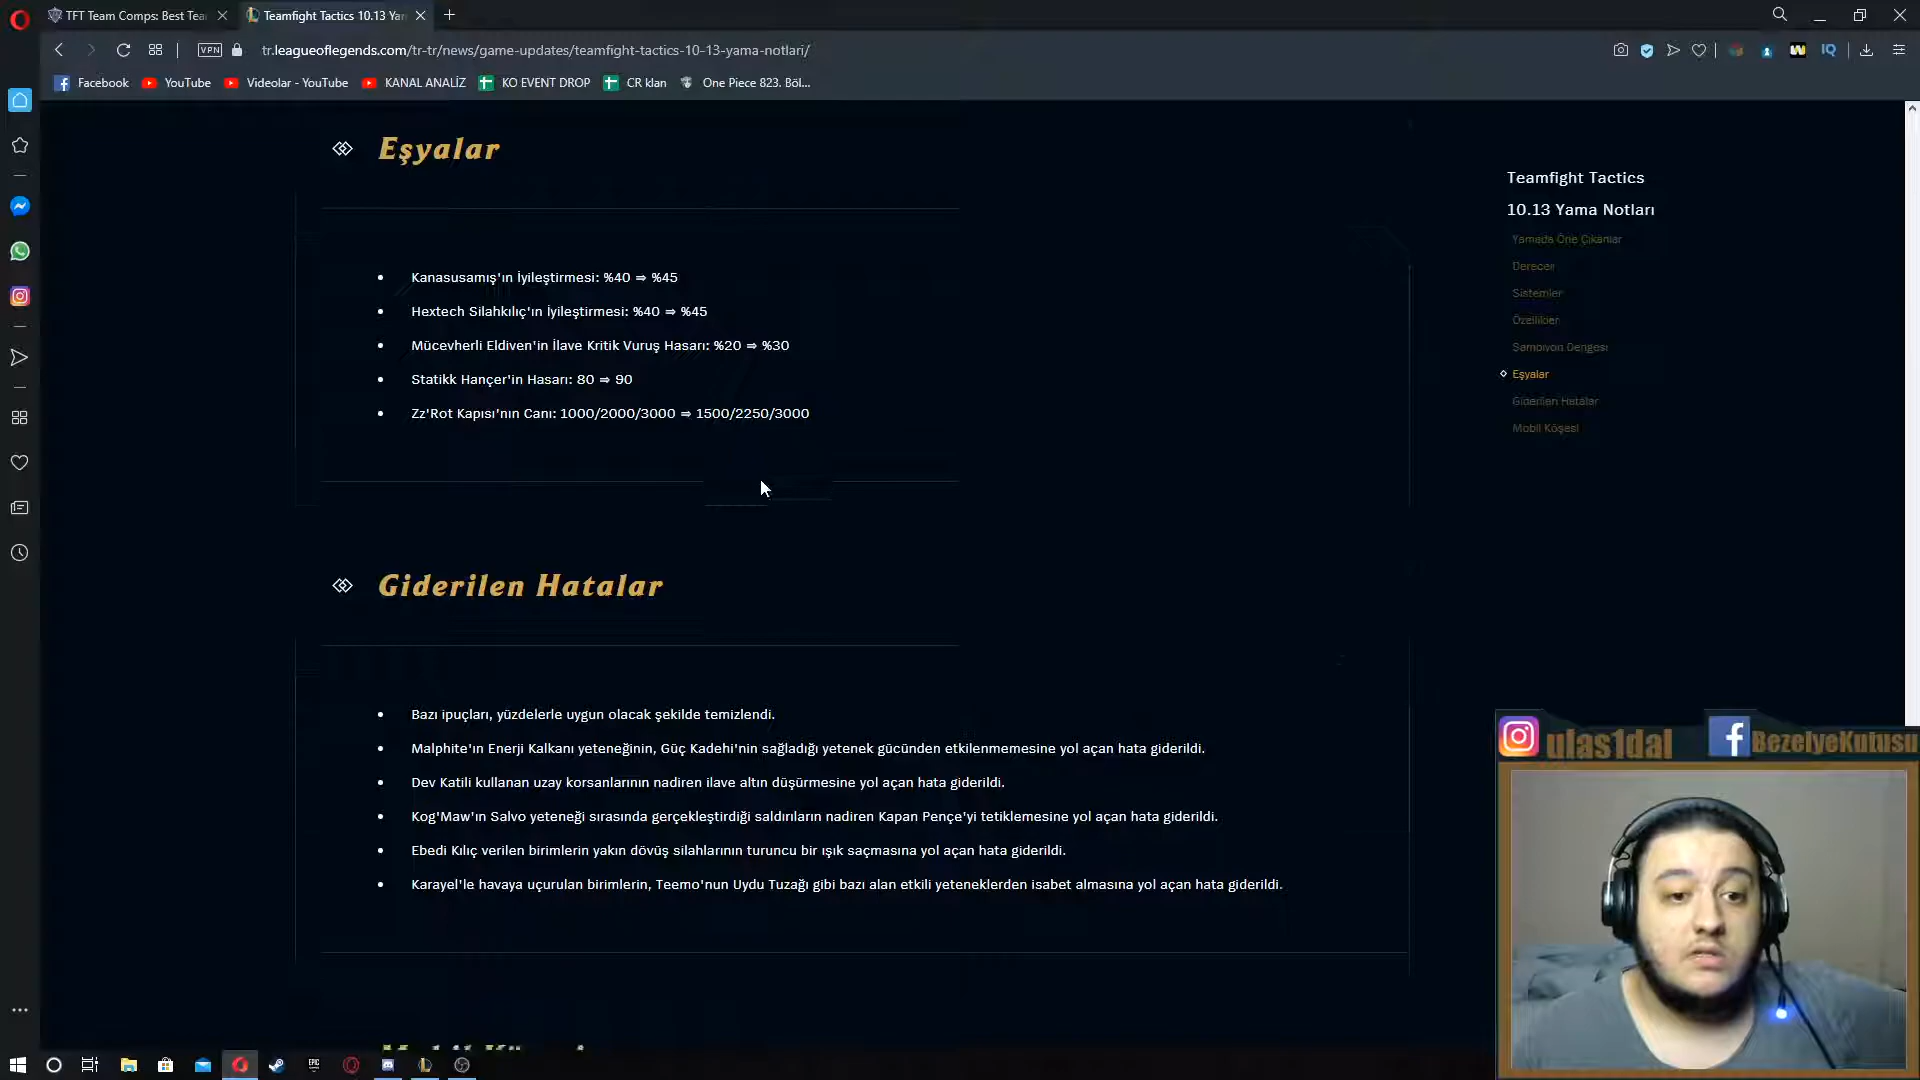 TFT Team Comps: Best Tea
Teamfight Tactics 10.13 Yar
VPN
tr.leagueoflegends.com/tr-tr/news/game-updates/teamfight-tactics-10-13-yama-notlari/
Facebook YouTube Videolar - YouTube KANAL ANALİZ KO EVENT DROP CR klan One Piece 823. Böl...
Eşyalar
Kanasusamış'ın İyileştirmesi: %40 ⇒ %45
Hextech Silahkılıç'ın İyileştirmesi: %40 ⇒ %45
Mücevherli Eldiven'in İlave Kritik Vuruş Hasarı: %20 ⇒ %30
Statikk Hançer'in Hasarı: 80 ⇒ 90
Zz'Rot Kapısı'nın Canı: 1000/2000/3000 ⇒ 1500/2250/3000
Giderilen Hatalar
Bazı ipuçları, yüzdelerle uygun olacak şekilde temizlendi.
Malphite'ın Enerji Kalkanı yeteneğinin, Güç Kadehi'nin sağladığı yetenek gücünden etkilenmemesine yol açan hata giderildi.
Dev Katili kullanan uzay korsanlarının nadiren ilave altın düşürmesine yol açan hata giderildi.
Kog'Maw'ın Salvo yeteneği sırasında gerçekleştirdiği saldırıların nadiren Kapan Pençe'yi tetiklemesine yol açan hata giderildi.
Ebedi Kılıç verilen birimlerin yakın dövüş silahlarının turuncu bir ışık saçmasına yol açan hata giderildi.
Karayel'le havaya uçurulan birimlerin, Teemo'nun Uydu Tuzağı gibi bazı alan etkili yeteneklerden isabet almasına yol açan hata giderildi.
Teamfight Tactics
10.13 Yama Notları
Yamada Öne Çıkanlar
Dereceli
Sistemler
Özellikler
Şampiyon Dengesi
Eşyalar
Giderilen Hatalar
Mobil Köşesi
ulas1dal
BezelyeKutusu
EPIC